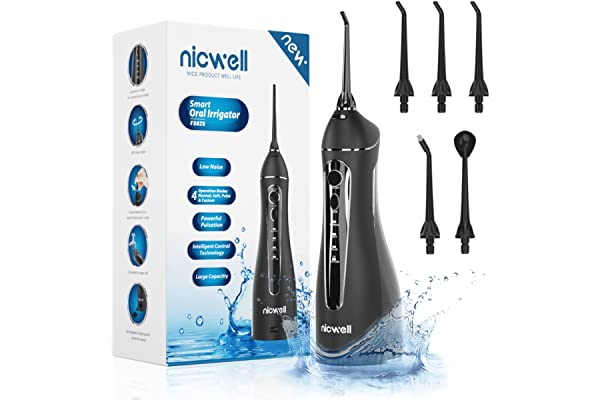 nicwell
NICE PRODUCT WELL LIFE
new
Smart
Oral Irrigator
Low Noise
4
Operation Modes
Normal, Soft, Pulse
& Custom
Powerful
Pulsation
Intelligent Control
Technology
Large Capacity
nicwell
nicwell